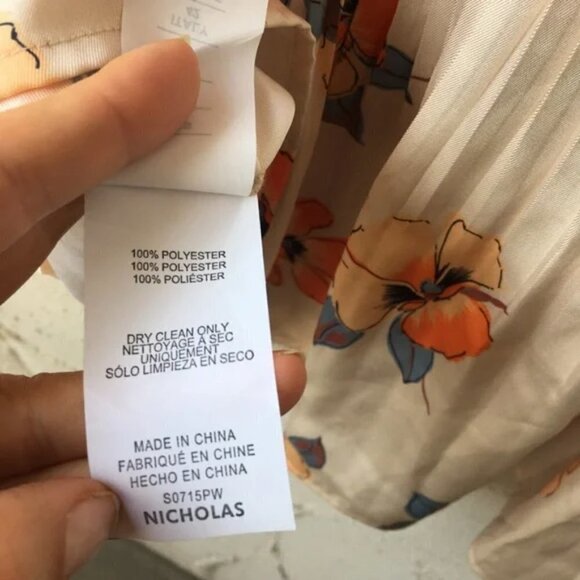 100% POLYESTER
100% POLYESTER
100% POLIÉSTER
DRY CLEAN ONLY
NETTOYAGE À SEC
UNIQUEMENT
SÓLO LIMPIEZA EN SECO
MADE IN CHINA
FABRIQUÉ EN CHINE
HECHO EN CHINA
S0715PW
NICHOLAS